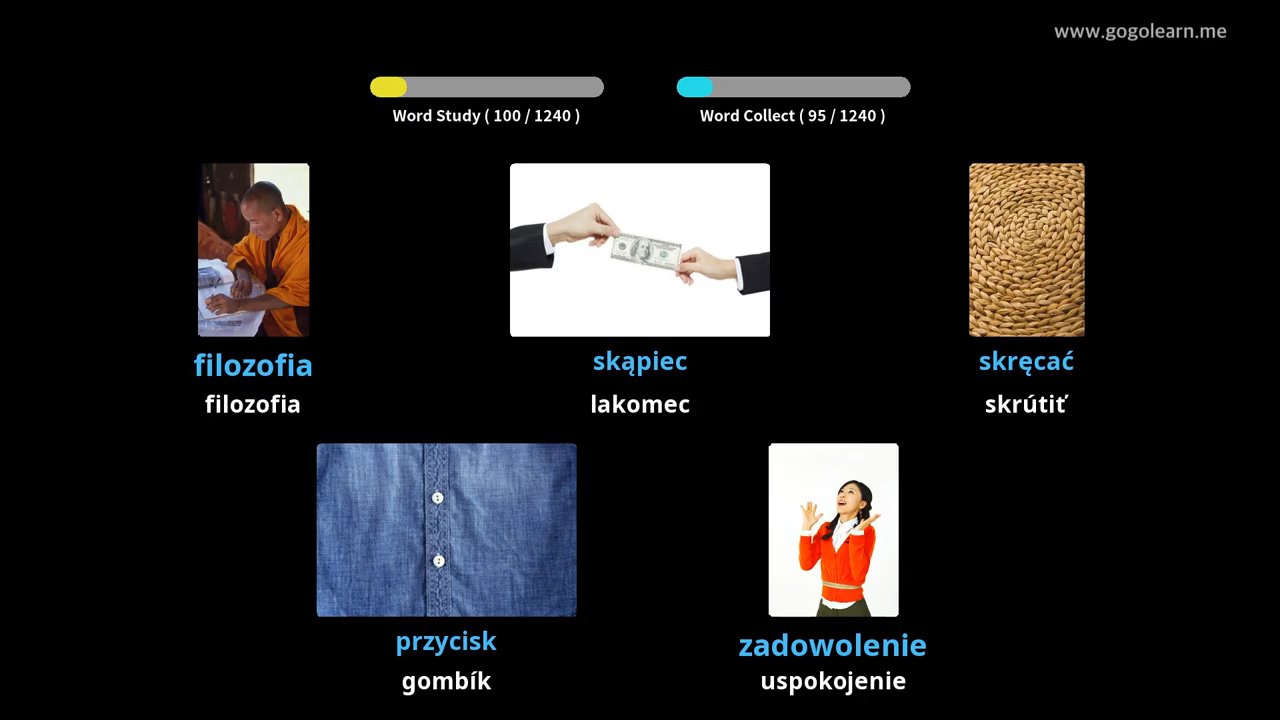 www.gogolearn.me
Word Study ( 100 / 1240 )
Word Collect ( 95 / 1240 )
filozofia
filozofia
skąpiec
lakomec
skręcać
skrútiť
przycisk
gombík
zadowolenie
uspokojenie